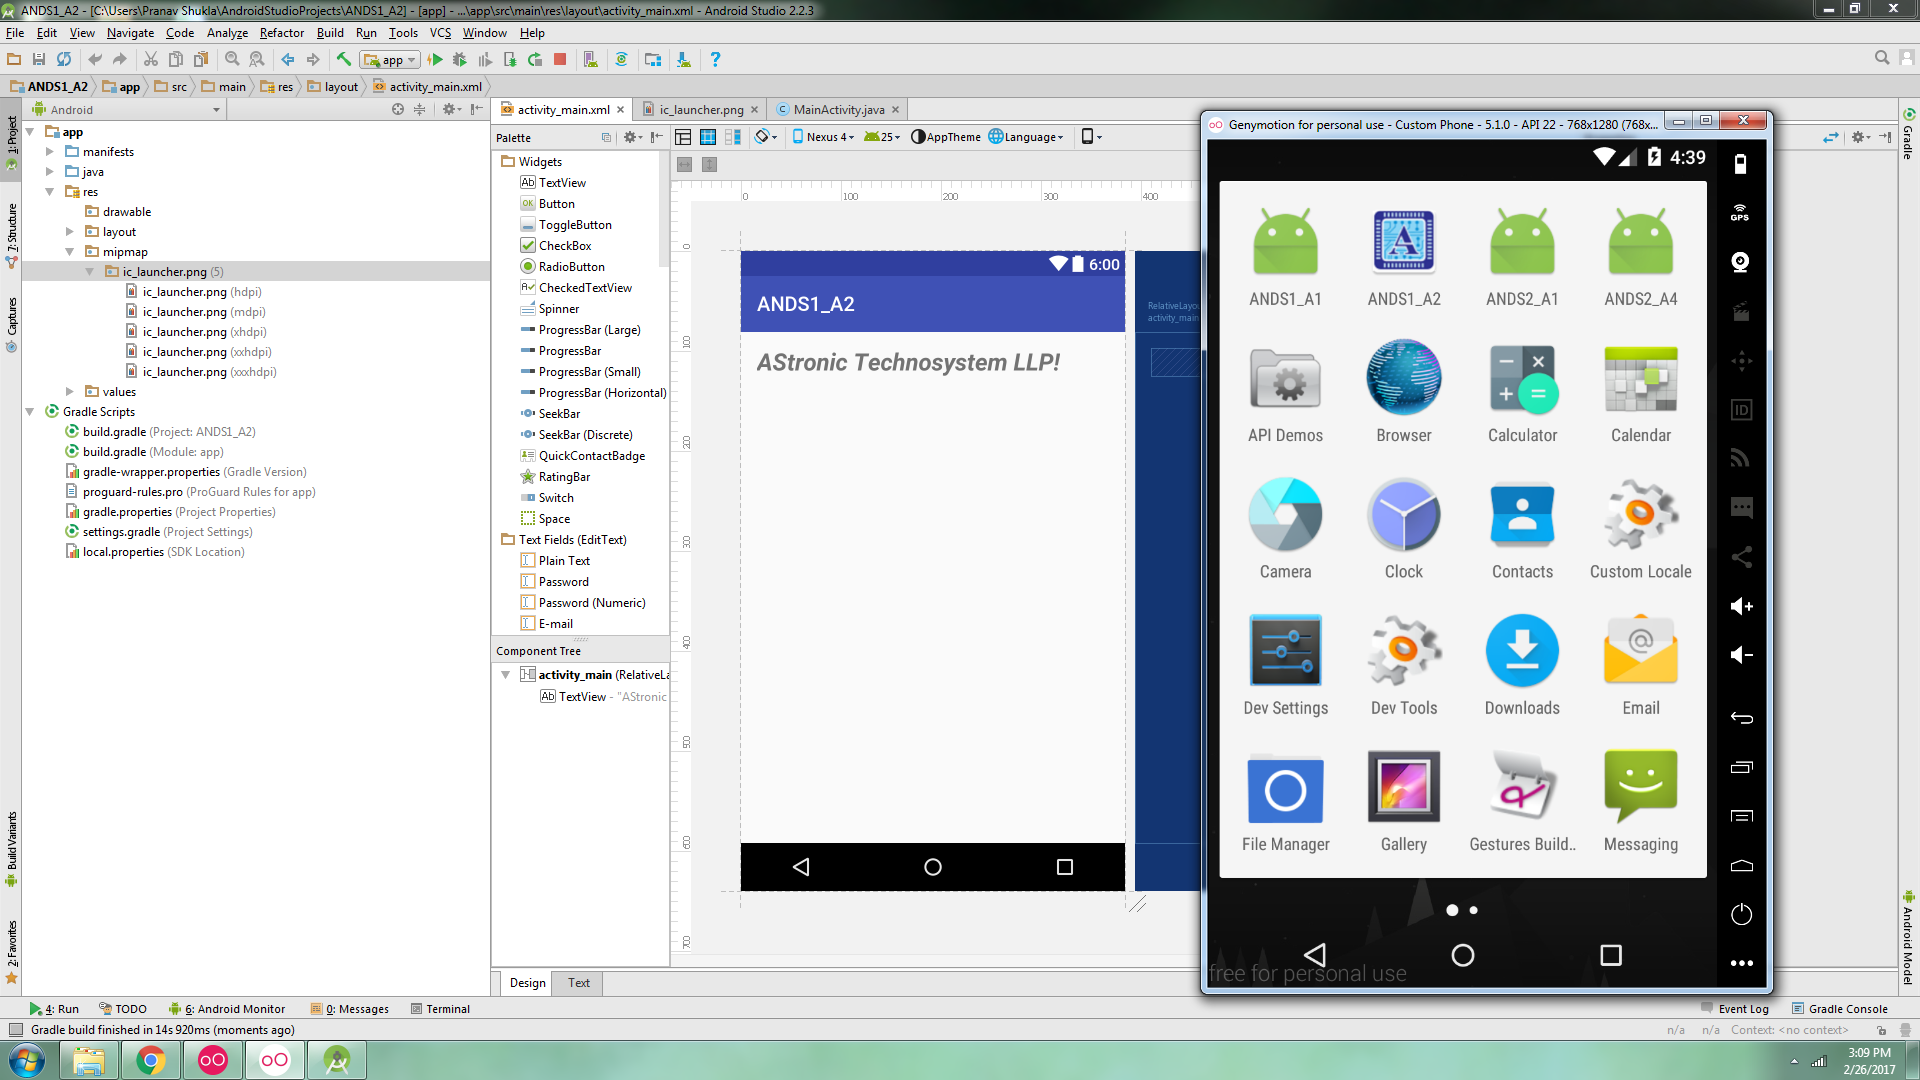 ANDS1_A2 - [C:\Users\Pranav Shukla\AndroidStudioProjects\ANDS1_A2] - [app] - ...\app\src\main\res\layout\activity_main.xml - Android Studio 2.2.3
File Edit View Navigate Code Analyze Refactor Build Run Tools VCS Window Help
app
ANDS1_A2 app src main res layout activity_main.xml
Android
activity_main.xml ic_launcher.png MainActivity.java
1: Project
7: Structure
Captures
Build Variants
2: Favorites
app
manifests
java
res
drawable
layout
mipmap
ic_launcher.png (5)
ic_launcher.png (hdpi)
ic_launcher.png (mdpi)
ic_launcher.png (xhdpi)
ic_launcher.png (xxhdpi)
ic_launcher.png (xxxhdpi)
values
Gradle Scripts
build.gradle (Project: ANDS1_A2)
build.gradle (Module: app)
gradle-wrapper.properties (Gradle Version)
proguard-rules.pro (ProGuard Rules for app)
gradle.properties (Project Properties)
settings.gradle (Project Settings)
local.properties (SDK Location)
Palette
Widgets
Ab TextView
OK Button
ToggleButton
CheckBox
RadioButton
CheckedTextView
Spinner
ProgressBar (Large)
ProgressBar
ProgressBar (Small)
ProgressBar (Horizontal)
SeekBar
SeekBar (Discrete)
QuickContactBadge
RatingBar
Switch
Space
Text Fields (EditText)
Plain Text
Password
Password (Numeric)
E-mail
Component Tree
activity_main (RelativeLa
Ab TextView - "AStronic
Nexus 4 25 AppTheme Language
0 100 200 300 400
0
100
200
300
400
500
600
700
6:00
ANDS1_A2
AStronic Technosystem LLP!
RelativeLayou
activity_main
Design Text
Genymotion for personal use - Custom Phone - 5.1.0 - API 22 - 768x1280 (768x...
4:39
ANDS1_A1 ANDS1_A2 ANDS2_A1 ANDS2_A4
API Demos Browser Calculator Calendar
Camera Clock Contacts Custom Locale
Dev Settings Dev Tools Downloads Email
File Manager Gallery Gestures Build.. Messaging
free for personal use
GPS
ID
Gradle
Android Model
4: Run TODO 6: Android Monitor 0: Messages Terminal Event Log Gradle Console
Gradle build finished in 14s 920ms (moments ago) n/a n/a Context: <no context>
3:09 PM
2/26/2017